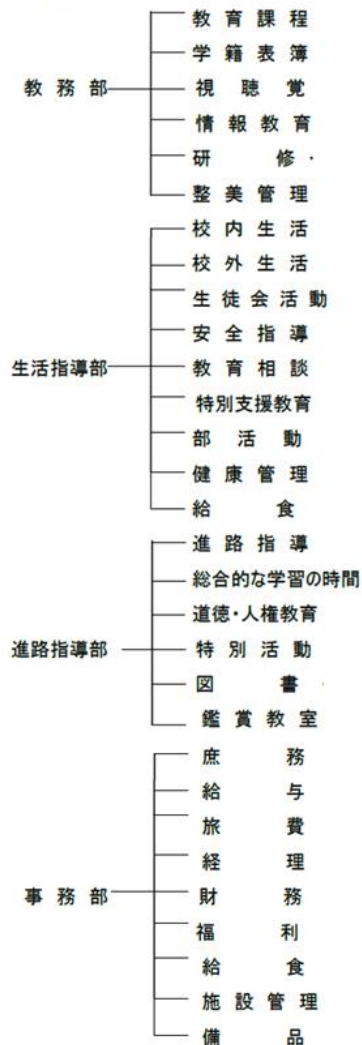 教育課程
学籍表簿
教務部
視聴覚
情報教育
研修・
整美管理
校内生活
校外生活
生徒会活動
安全指導
生活指導部
教育相談
特別支援教育
部活動
健康管理
給食
進路指導
総合的な学習の時間
道徳・人権教育
進路指導部
特別活動
図書
鑑賞教室
庶務
給与
旅費
経理
事務部
財務
福利
給食
施設管理
備品